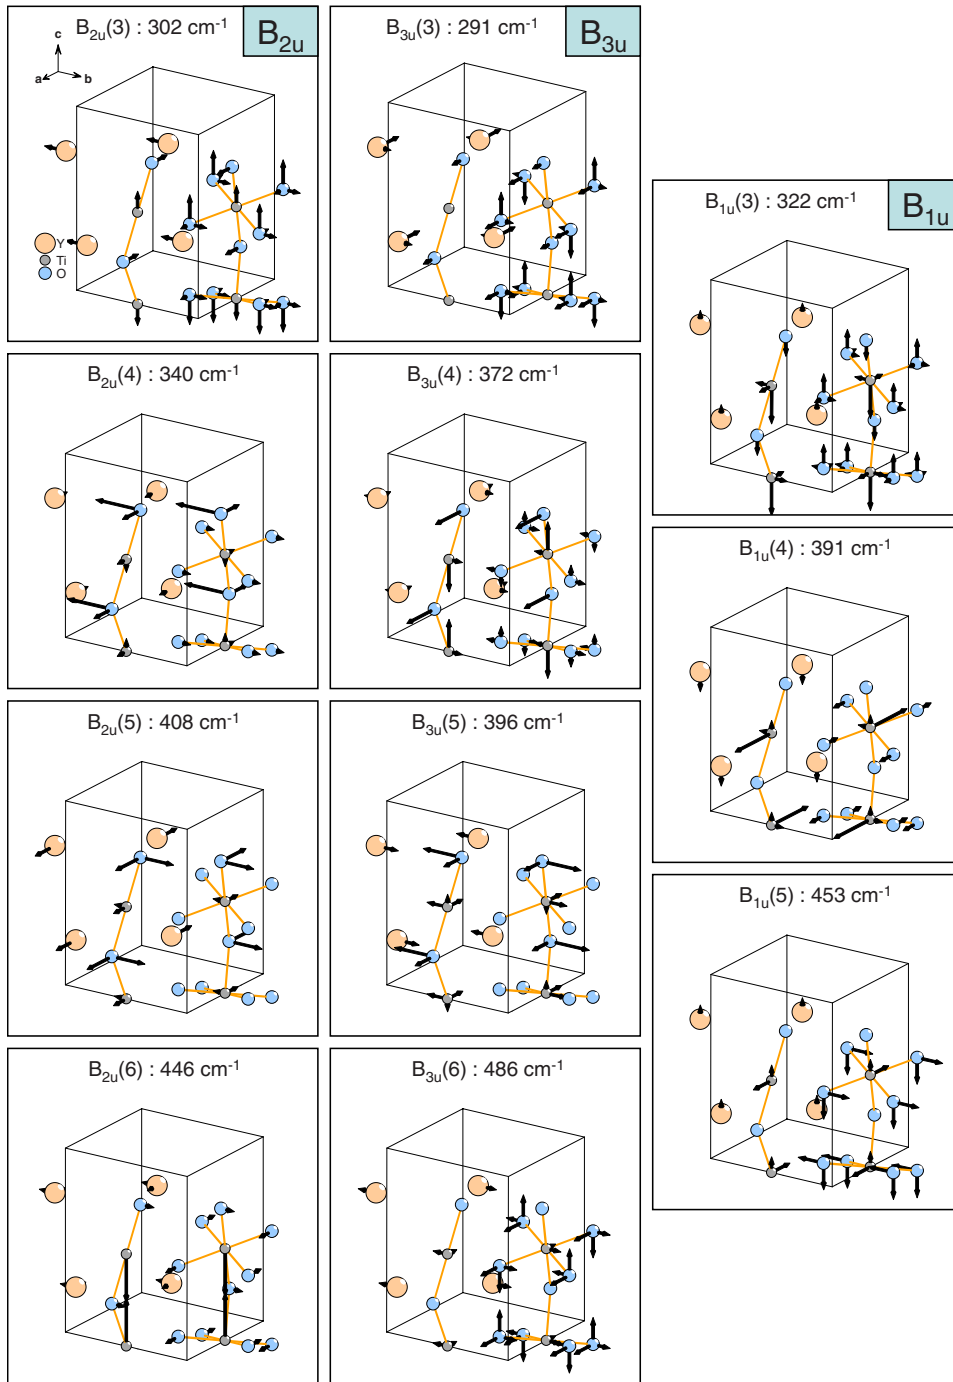 B2u(3) : 302 cm-1
B2u
c
a
b
Y
Ti
O
B3u(3) : 291 cm-1
B3u
B1u(3) : 322 cm-1
B1u
B2u(4) : 340 cm-1
B3u(4) : 372 cm-1
B1u(4) : 391 cm-1
B2u(5) : 408 cm-1
B3u(5) : 396 cm-1
B1u(5) : 453 cm-1
B2u(6) : 446 cm-1
B3u(6) : 486 cm-1